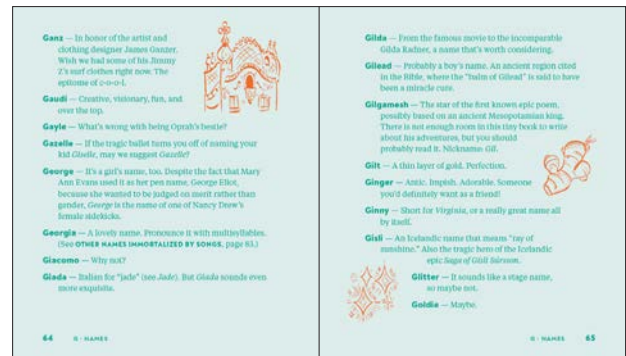 Ganz — In honor of the artist and
clothing designer James Ganzer.
Wish we had some of his Jimmy
Z's surf clothes right now. The
epitome of c-o-o-l.
Gaudí — Creative, visionary, fun, and
over the top.
Gayle — What's wrong with being Oprah's bestie?
Gazelle — If the tragic ballet turns you off of naming your
kid Giselle, may we suggest Gazelle?
George — It's a girl's name, too. Despite the fact that Mary
Ann Evans used it as her pen name, George Eliot,
because she wanted to be judged on merit rather than
gender, George is the name of one of Nancy Drew's
female sidekicks.
Georgia — A lovely name. Pronounce it with multisyllables.
(See OTHER NAMES IMMORTALIZED BY SONGS, page 83.)
Giacomo — Why not?
Giada — Italian for "jade" (see Jade). But Giada sounds even
more exquisite.
64 G - NAMES
Gilda — From the famous movie to the incomparable
Gilda Radner, a name that's worth considering.
Gilead — Probably a boy's name. An ancient region cited
in the Bible, where the "balm of Gilead" is said to have
been a miracle cure.
Gilgamesh — The star of the first known epic poem,
possibly based on an ancient Mesopotamian king.
There is not enough room in this tiny book to write
about his adventures, but you should
probably read it. Nickname: Gil.
Gilt — A thin layer of gold. Perfection.
Ginger — Antic. Impish. Adorable. Someone
you'd definitely want as a friend!
Ginny — Short for Virginia, or a really great name all
by itself.
Gísli — An Icelandic name that means "ray of
sunshine." Also the tragic hero of the Icelandic
epic Saga of Gísli Súrsson.
Glitter — It sounds like a stage name,
so maybe not.
Goldie — Maybe.
G - NAMES 65